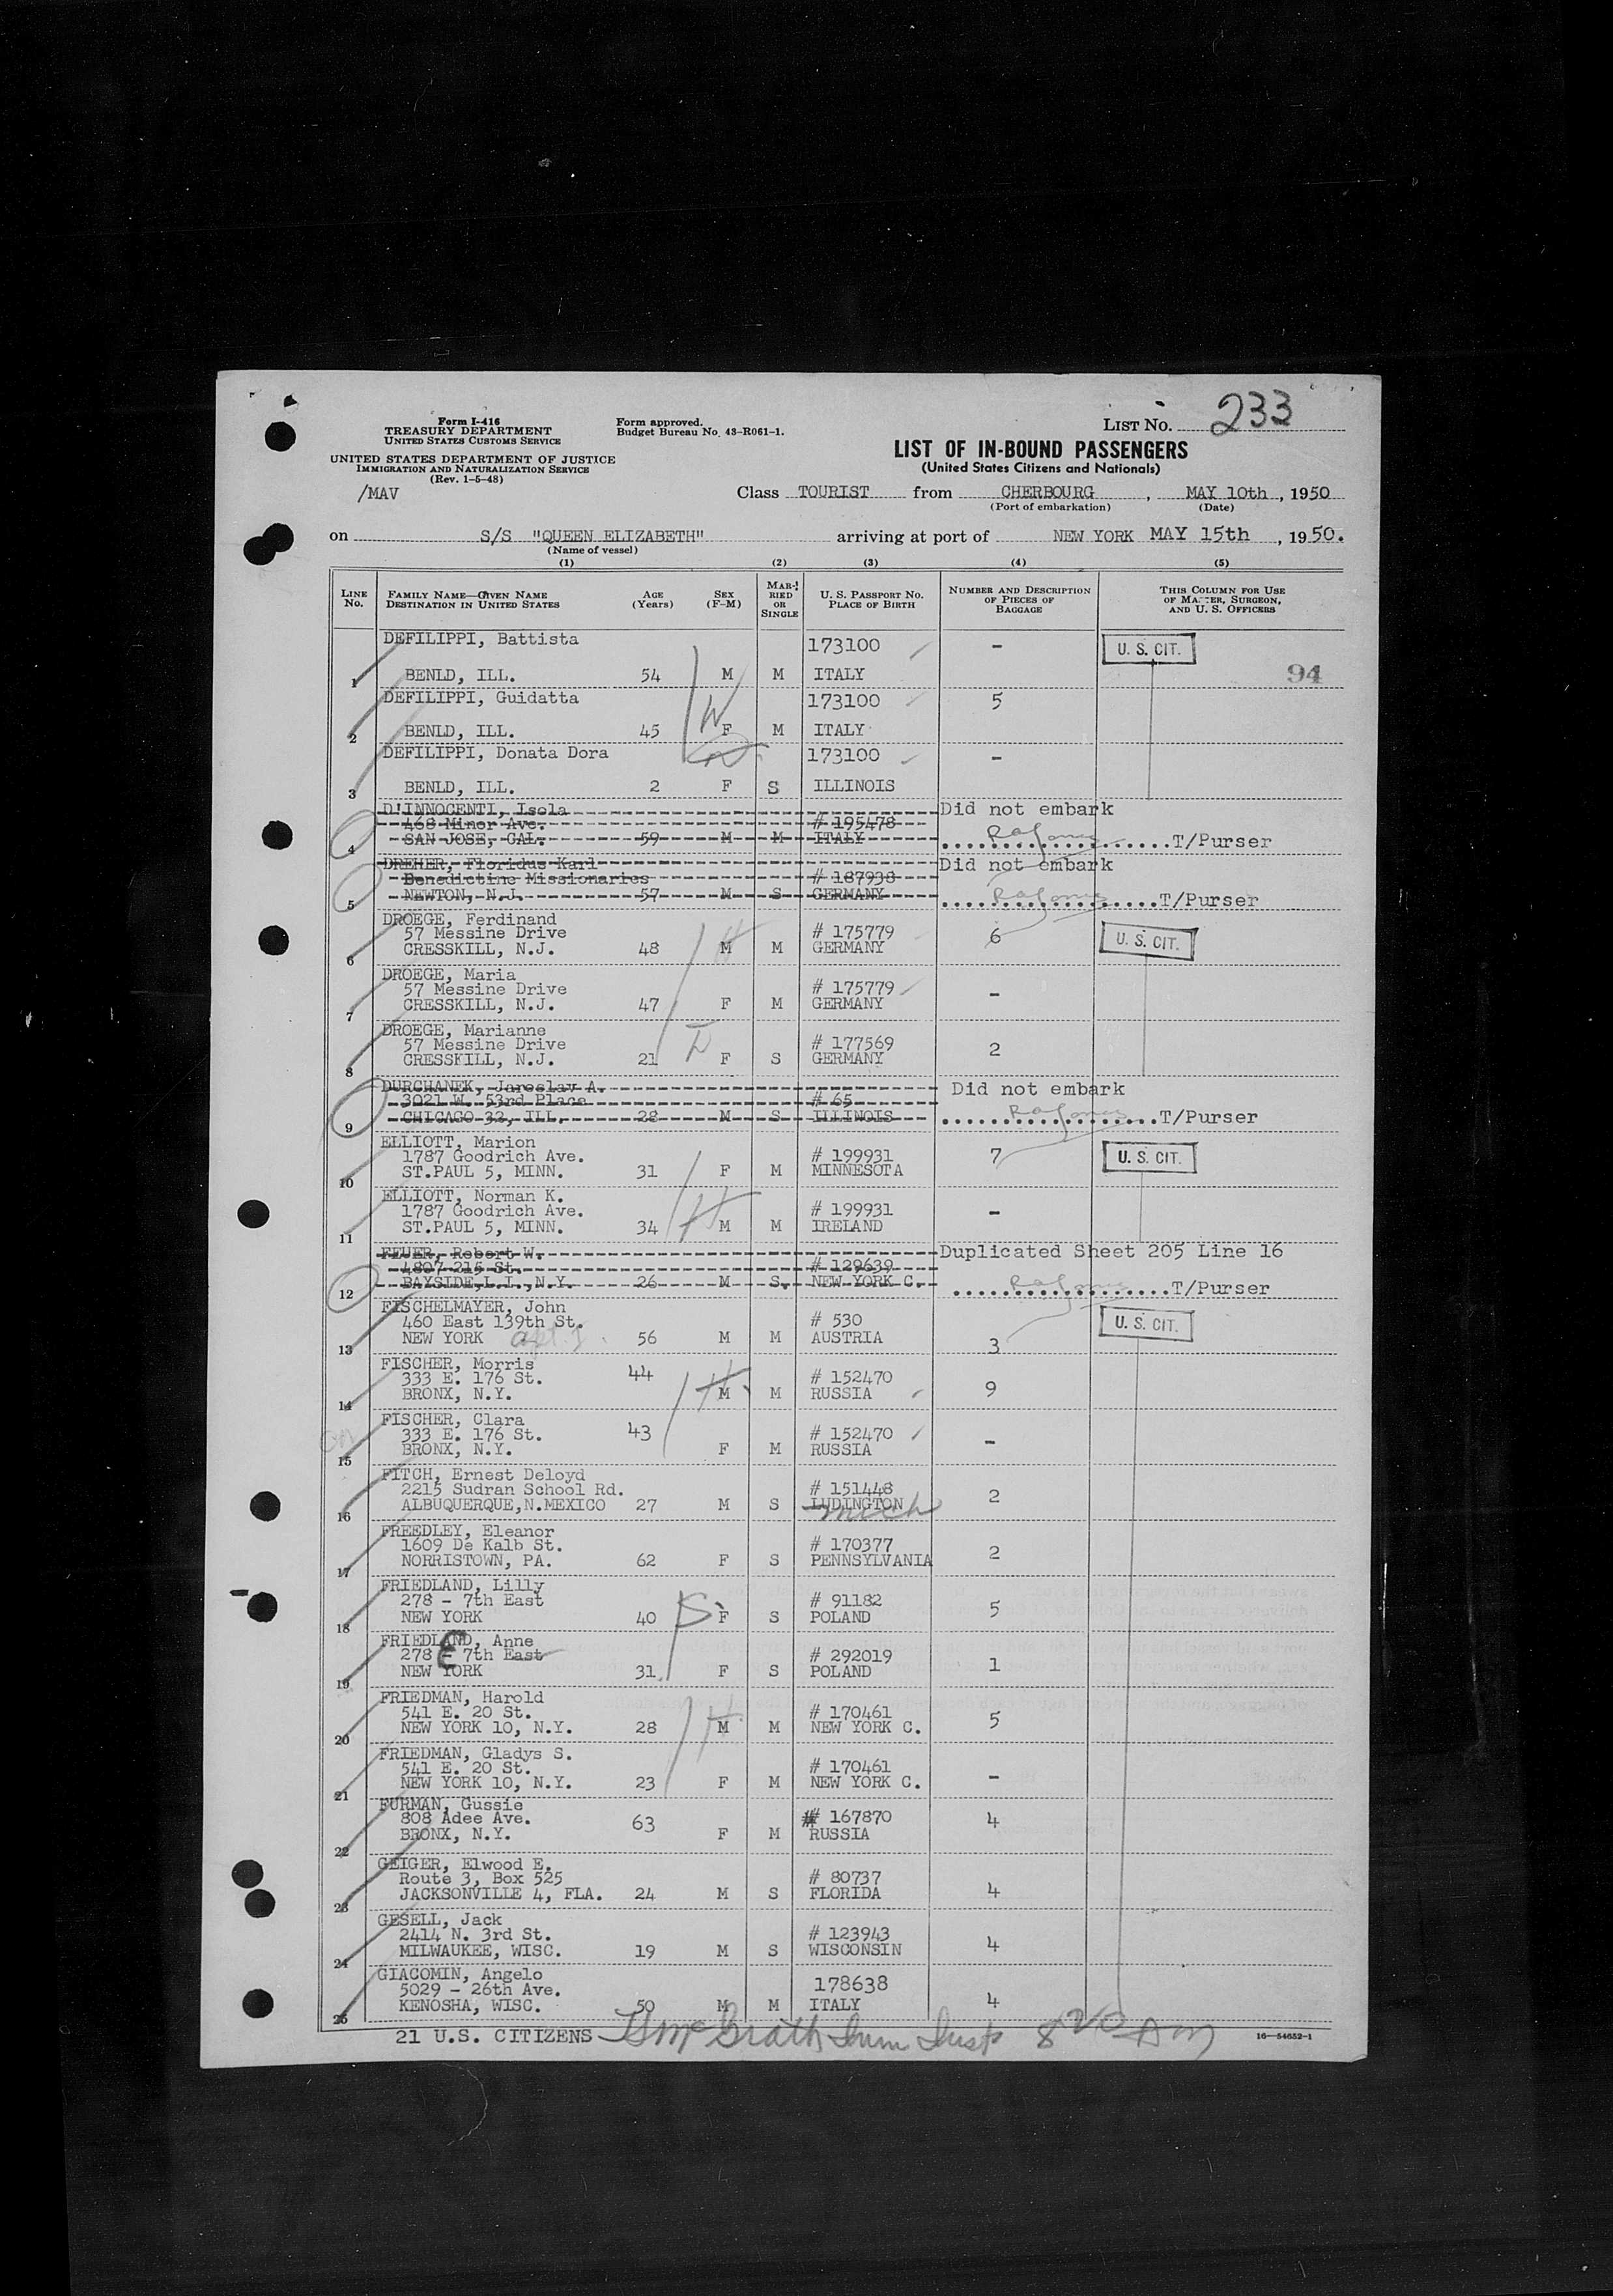 Form I-416
TREASURY DEPARTMENT
UNITED STATES CUSTOMS SERVICE
UNITED STATES DEPARTMENT OF JUSTICE
IMMIGRATION AND NATURALIZATION SERVICE
(Rev. 1-5-48)
/MAV
Form approved.
Budget Bureau No. 43-R061-1.
LIST No. 233
LIST OF IN-BOUND PASSENGERS
(United States Citizens and Nationals)
Class TOURIST from CHERBOURG, MAY 10th, 1950
(Port of embarkation) (Date)
on S/S "QUEEN ELIZABETH" arriving at port of NEW YORK MAY 15th, 1950.
(Name of vessel)
(1) (2) (3) (4) (5)
LINE No. FAMILY NAME—GIVEN NAME DESTINATION IN UNITED STATES AGE (Years) SEX (F-M) MARRIED OR SINGLE U. S. PASSPORT NO. PLACE OF BIRTH NUMBER AND DESCRIPTION OF PIECES OF BAGGAGE THIS COLUMN FOR USE OF MASTER, SURGEON, AND U. S. OFFICERS
DEFILIPPI, Battista 173100 - U. S. CIT.
1 BENLD, ILL. 54 M M ITALY 94
DEFILIPPI, Guidatta 173100 5
2 BENLD, ILL. 45 W F M ITALY
DEFILIPPI, Donata Dora 173100 -
3 BENLD, ILL. 2 F S ILLINOIS
D'INNOCENTI, Isola Did not embark
468 Minor Ave. # 195478
4 SAN JOSE, CAL. 59 M M ITALY T/Purser
DREHER, Floridus Karl Did not embark
Benedictine Missionaries # 187938
5 NEWTON, N.J. 57 M S GERMANY T/Purser
DROEGE, Ferdinand
57 Messine Drive # 175779 6 U. S. CIT.
6 CRESSKILL, N.J. 48 M M GERMANY
DROEGE, Maria
57 Messine Drive # 175779 -
7 CRESSKILL, N.J. 47 F M GERMANY
DROEGE, Marianne
57 Messine Drive # 177569 2
8 CRESSFILL, N.J. 21 F S GERMANY
DURCHANEK, Jaroslav A. Did not embark
3021 W. 53rd Place # 65
9 CHICAGO 32, ILL. 28 M S ILLINOIS T/Purser
ELLIOTT, Marion
1787 Goodrich Ave. # 199931 7 U. S. CIT.
10 ST.PAUL 5, MINN. 31 F M MINNESOTA
ELLIOTT, Norman K.
1787 Goodrich Ave. # 199931 -
11 ST.PAUL 5, MINN. 34 H M M IRELAND
FEUER, Robert W. Duplicated Sheet 205 Line 16
4807 215 St. # 129639
12 BAYSIDE,L.I.,N.Y. 26 M S. NEW YORK C. T/Purser
FISCHELMAYER, John
460 East 139th St. # 530 U. S. CIT.
13 NEW YORK 56 M M AUSTRIA 3
FISCHER, Morris 44
333 E. 176 St. # 152470 9
14 BRONX, N.Y. H M M RUSSIA
FISCHER, Clara 43
333 E. 176 St. # 152470 -
15 BRONX, N.Y. F M RUSSIA
FITCH, Ernest Deloyd
2215 Sudran School Rd. # 151448 2
16 ALBUQUERQUE,N.MEXICO 27 M S LUDINGTON mich
FREEDLEY, Eleanor
1609 De Kalb St. # 170377 2
17 NORRISTOWN, PA. 62 F S PENNSYLVANIA
FRIEDLAND, Lilly
278 - 7th East # 91182 5
18 NEW YORK 40 S F S POLAND
FRIEDLAND, Anne
278 E 7th East # 292019 1
19 NEW YORK 31. F S POLAND
FRIEDMAN, Harold
541 E. 20 St. # 170461 5
20 NEW YORK 10, N.Y. 28 H M M NEW YORK C.
FRIEDMAN, Gladys S.
541 E. 20 St. # 170461 -
21 NEW YORK 10, N.Y. 23 F M NEW YORK C.
FURMAN, Gussie
808 Adee Ave. 63 # 167870 4
22 BRONX, N.Y. F M RUSSIA
GEIGER, Elwood E.
Route 3, Box 525 # 80737
23 JACKSONVILLE 4, FLA. 24 M S FLORIDA 4
GESELL, Jack
2414 N. 3rd St. # 123943
24 MILWAUKEE, WISC. 19 M S WISCONSIN 4
GIACOMIN, Angelo
5029 - 26th Ave. 178638
25 KENOSHA, WISC. 50 M M ITALY 4
21 U.S. CITIZENS McGrath Imm Insp 8 20 AM
16—54652-1